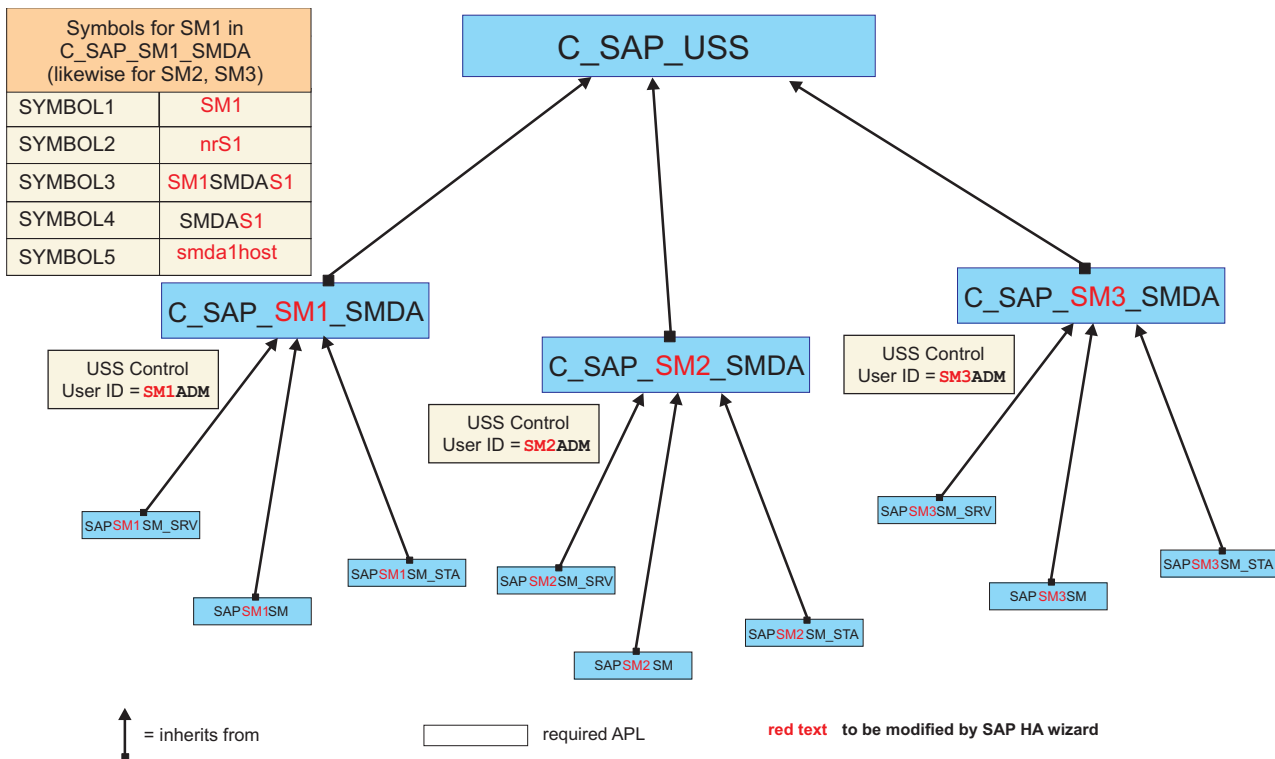 Symbols for SM1 in
C_SAP_SM1_SMDA
(likewise for SM2, SM3)
SYMBOL1 SM1
SYMBOL2 nrS1
SYMBOL3 SM1SMDAS1
SYMBOL4 SMDAS1
SYMBOL5 smda1host
C_SAP_USS
C_SAP_SM1_SMDA
C_SAP_SM2_SMDA
C_SAP_SM3_SMDA
USS Control
User ID = SM1ADM
USS Control
User ID = SM2ADM
USS Control
User ID = SM3ADM
SAPSM1SM_SRV
SAPSM1SM
SAPSM1SM_STA
SAPSM2SM_SRV
SAPSM2SM
SAPSM2SM_STA
SAPSM3SM_SRV
SAPSM3SM
SAPSM3SM_STA
= inherits from
required APL
red text to be modified by SAP HA wizard